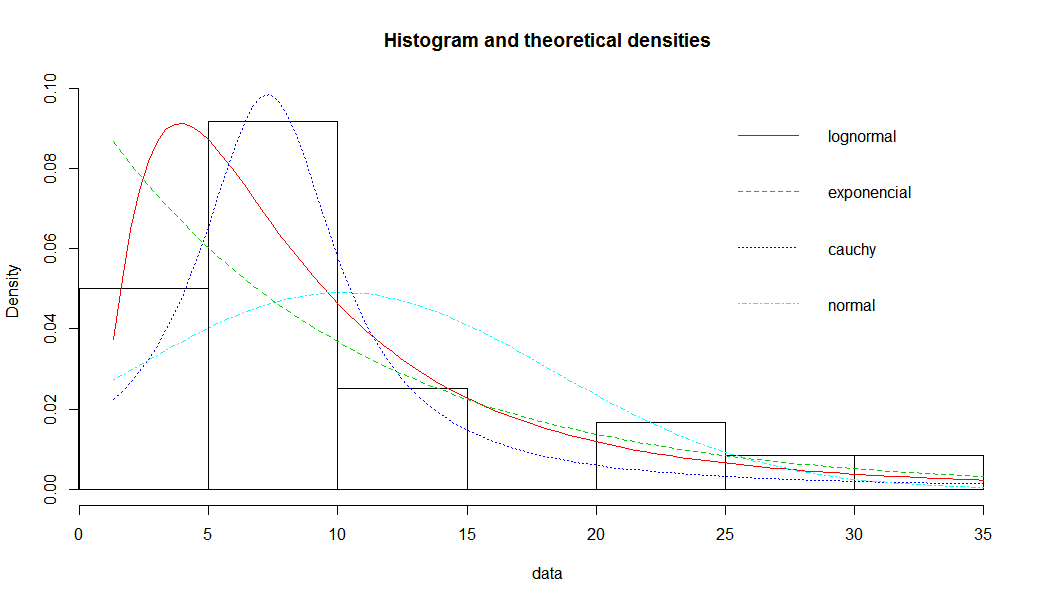 Histogram and theoretical densities
0.10
0.08
0.06
0.04
0.02
0.00
Density
lognormal
exponencial
cauchy
normal
0 5 10 15 20 25 30 35
data